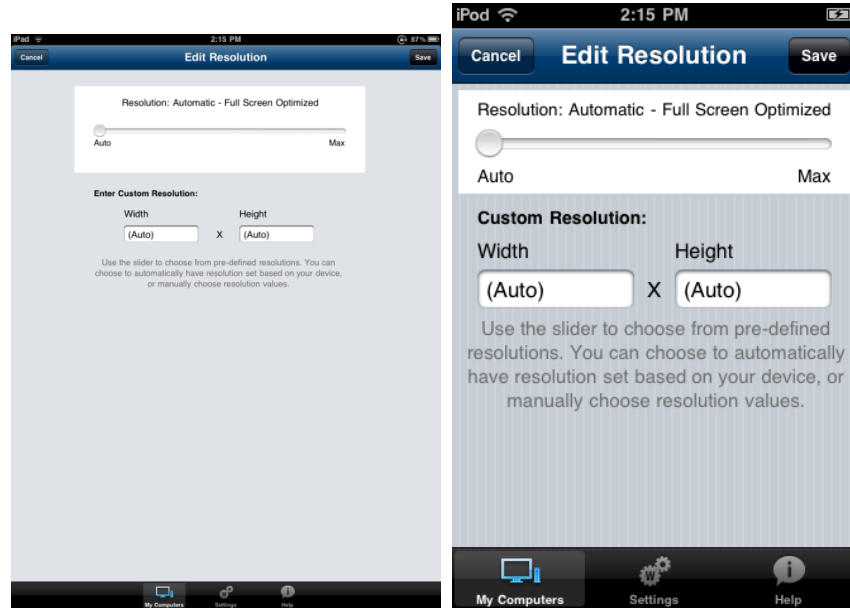 iPad 2:15 PM 87%
Cancel Edit Resolution Save
Resolution: Automatic - Full Screen Optimized
Auto Max
Enter Custom Resolution:
Width Height
(Auto) X (Auto)
Use the slider to choose from pre-defined resolutions. You can
choose to automatically have resolution set based on your device,
or manually choose resolution values.
My Computers Settings Help
iPod 2:15 PM
Cancel Edit Resolution Save
Resolution: Automatic - Full Screen Optimized
Auto Max
Custom Resolution:
Width Height
(Auto) X (Auto)
Use the slider to choose from pre-defined
resolutions. You can choose to automatically
have resolution set based on your device, or
manually choose resolution values.
My Computers Settings Help